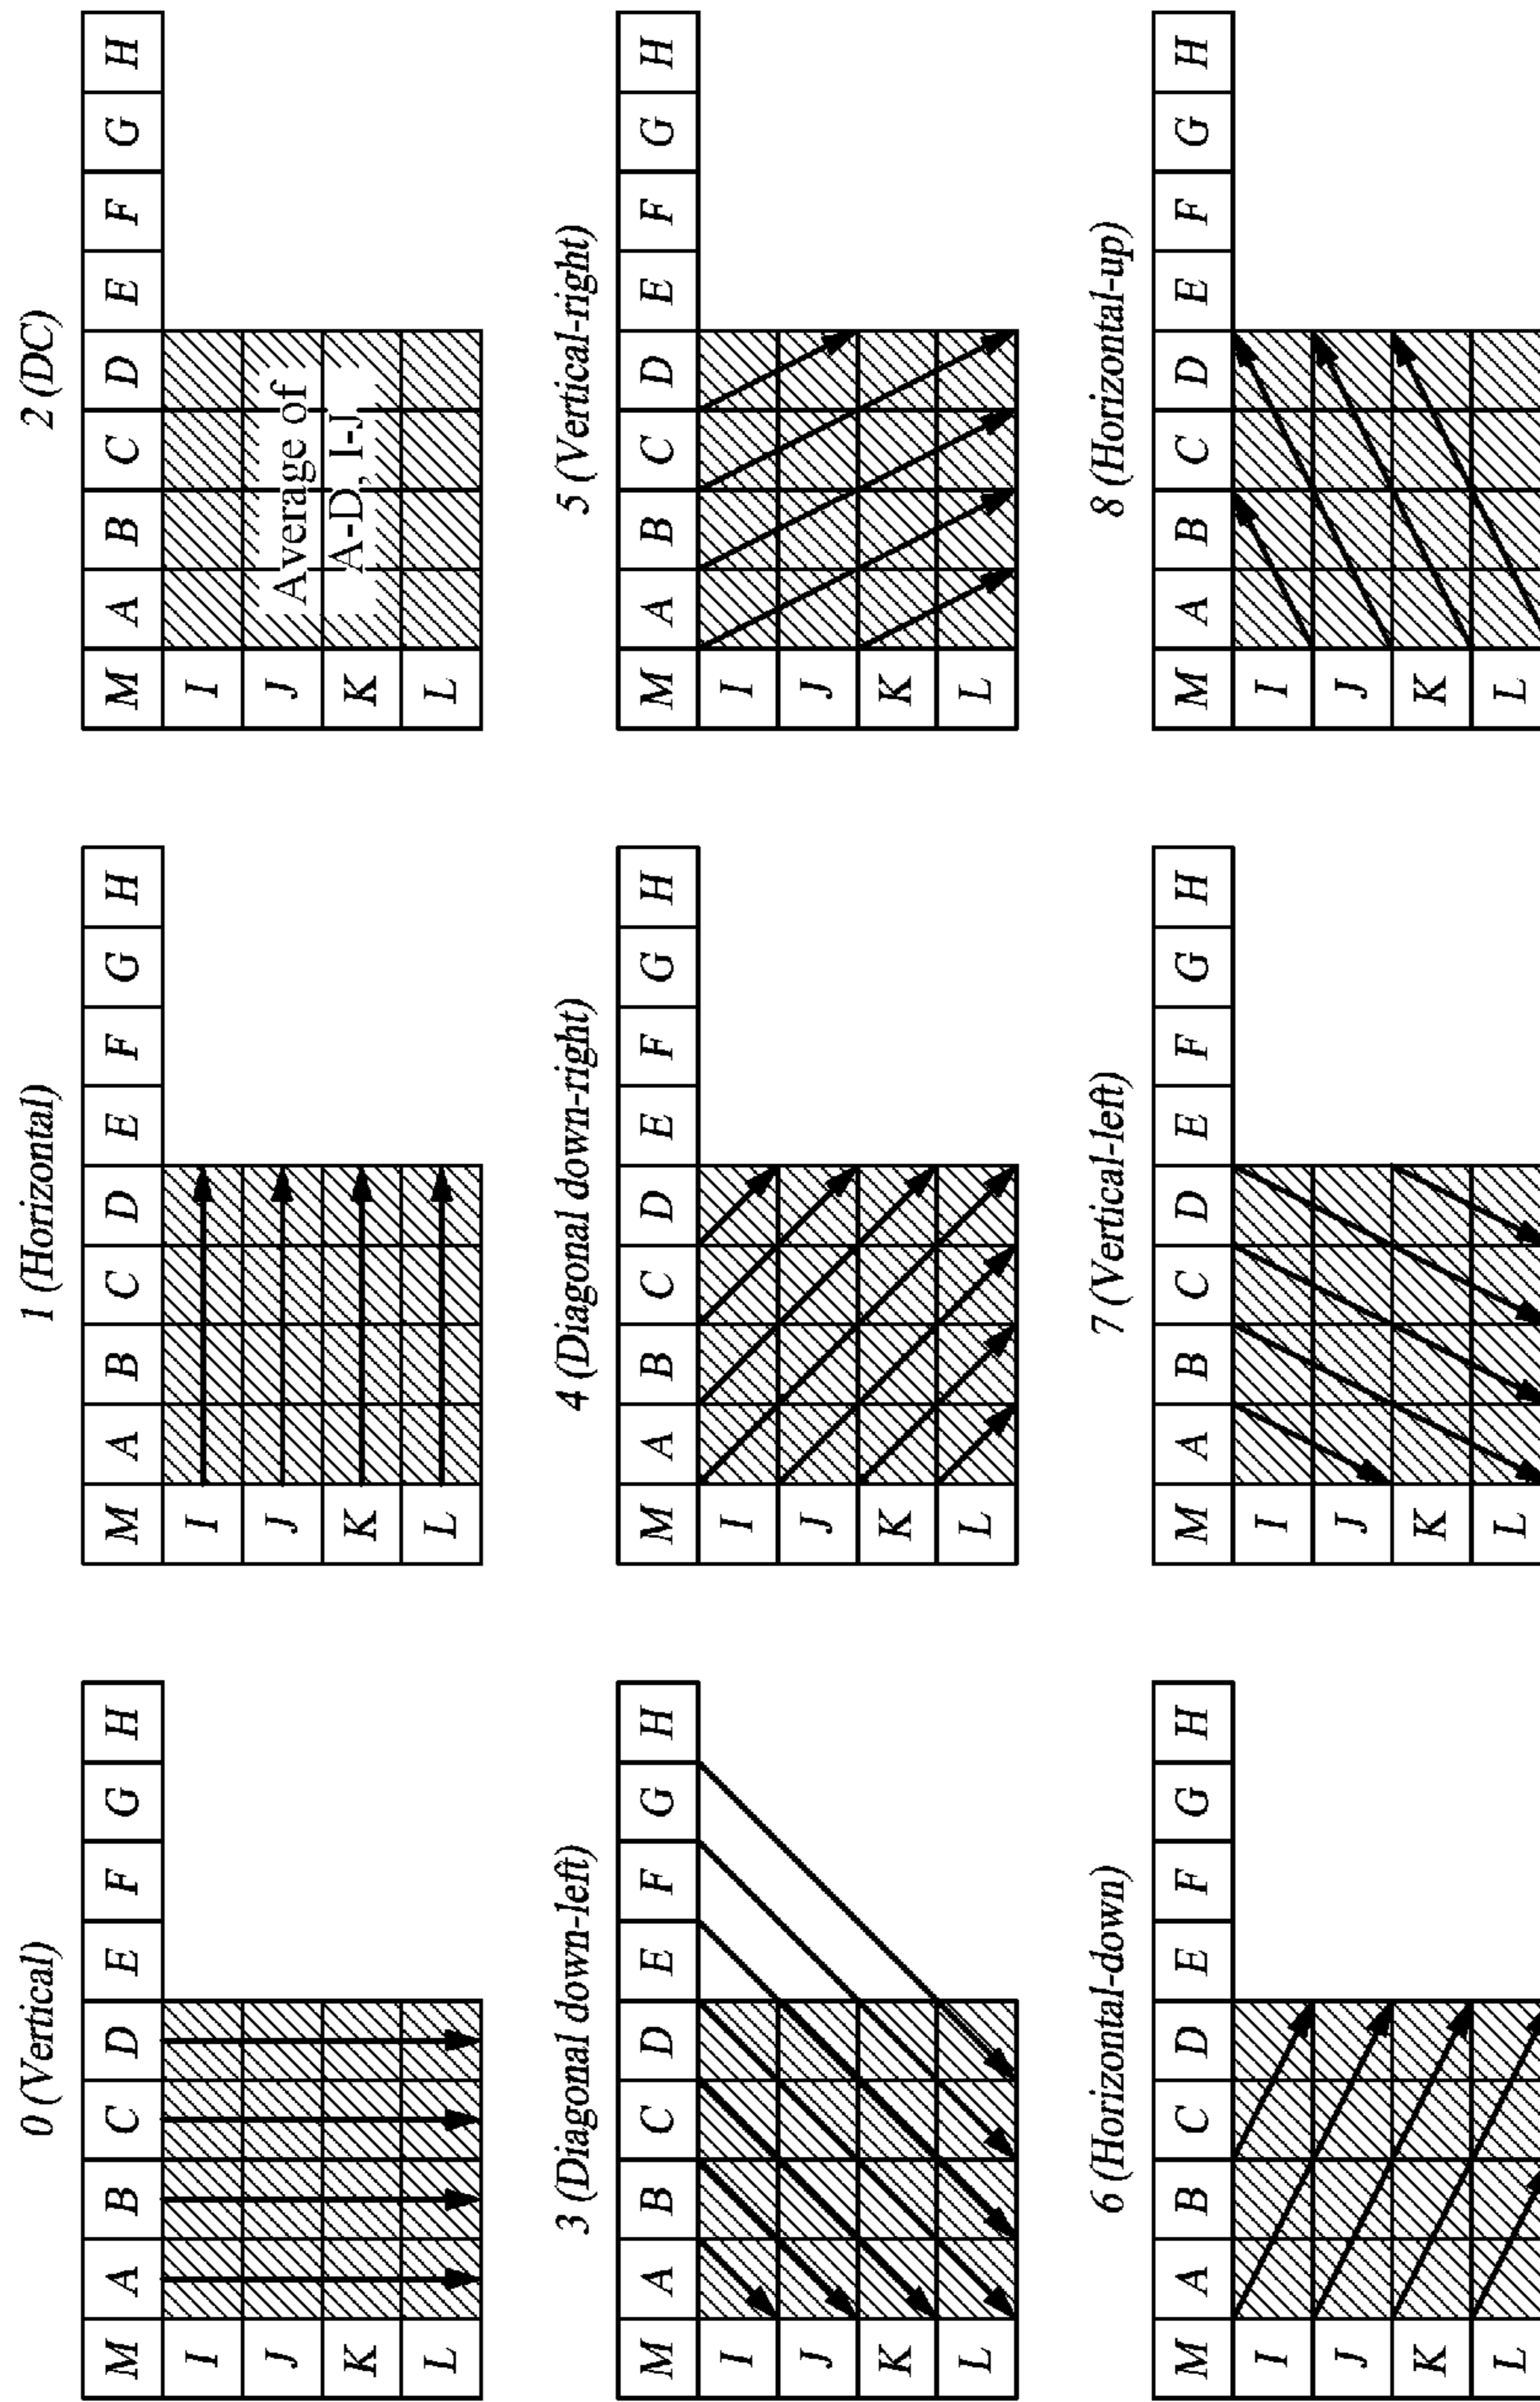 0 (Vertical)
M A B C D E F G H
I
J
K
L
1 (Horizontal)
M A B C D E F G H
I
J
K
L
2 (DC)
M A B C D E F G H
I
J
K
L
Average of
A-D, I-J
3 (Diagonal down-left)
M A B C D E F G H
I
J
K
L
4 (Diagonal down-right)
M A B C D E F G H
I
J
K
L
5 (Vertical-right)
M A B C D E F G H
I
J
K
L
6 (Horizontal-down)
M A B C D E F G H
I
J
K
L
7 (Vertical-left)
M A B C D E F G H
I
J
K
L
8 (Horizontal-up)
M A B C D E F G H
I
J
K
L